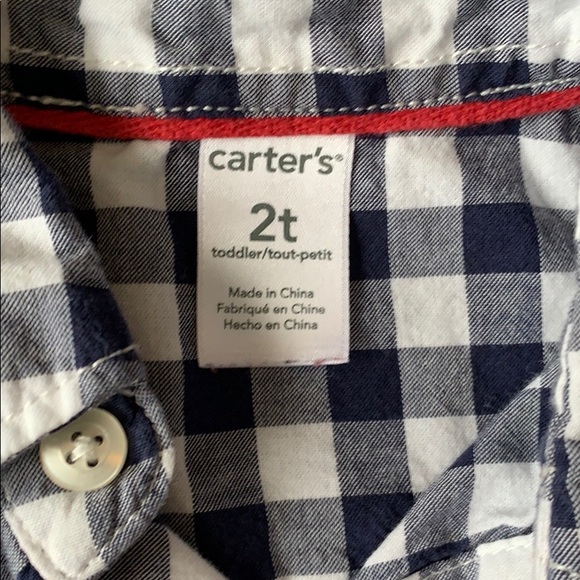 carter's®
2t
toddler/tout-petit
Made in China
Fabriqué en Chine
Hecho en China